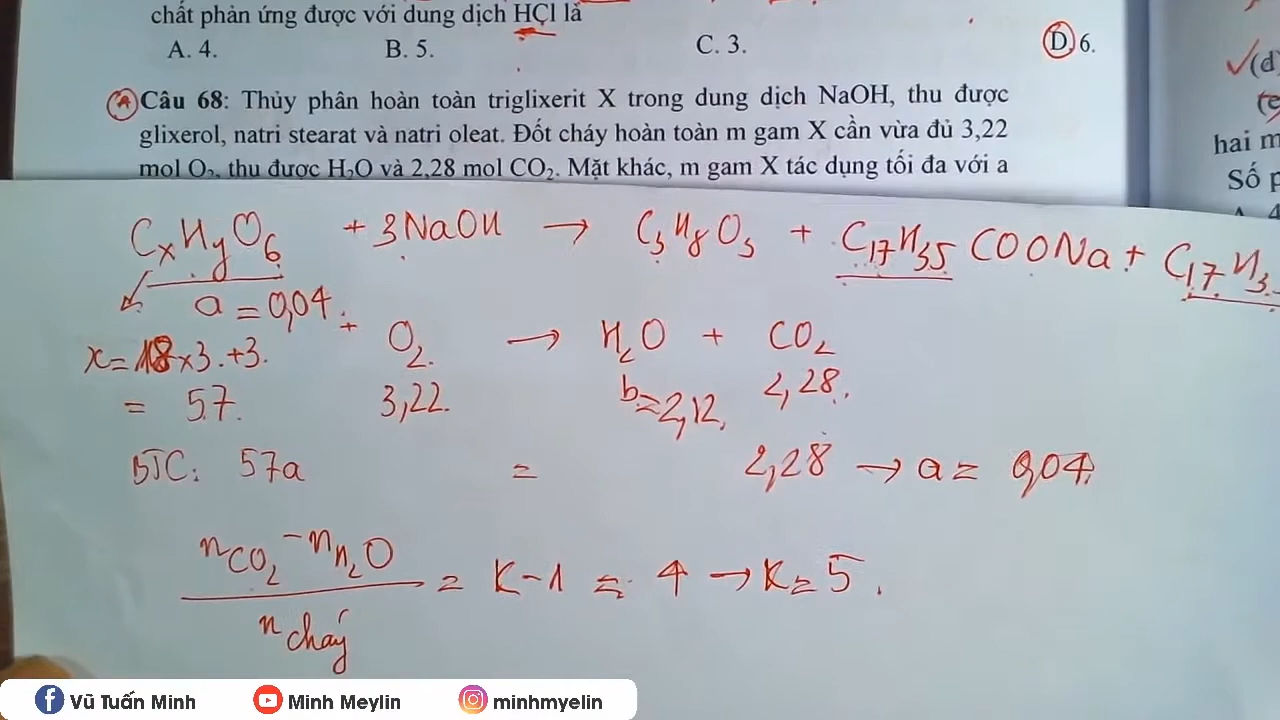 chất phản ứng được với dung dịch HCl là
A. 4. B. 5. C. 3. D 6.
(d)
A Câu 68: Thủy phân hoàn toàn triglixerit X trong dung dịch NaOH, thu được
glixerol, natri stearat và natri oleat. Đốt cháy hoàn toàn m gam X cần vừa đủ 3,22
mol O2, thu được H2O và 2,28 mol CO2. Mặt khác, m gam X tác dụng tối đa với a
(e
hai m
Số p
CxHyO6 + 3NaOH → C3H8O3 + C17H35COONa + C17H3
a = 0,04 + O2 → H2O + CO2
x = 18 x 3 + 3.
= 57. 3,22. b = 2,12, 2,28.
BTC: 57a = 2,28 → a = 0,04
nCO2 - nH2O
= K - 1 = 4 → K = 5.
n cháy
Vũ Tuấn Minh Minh Meylin minhmyelin